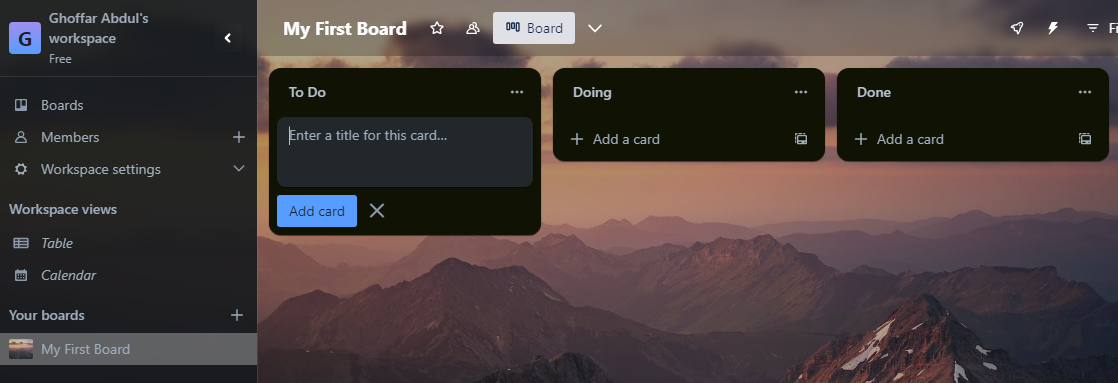 G
Ghoffar Abdul's
workspace
Free
Boards
Members
Workspace settings
Workspace views
Table
Calendar
Your boards
My First Board
My First Board
Board
Fi
To Do
Enter a title for this card...
Add card
Doing
Add a card
Done
Add a card